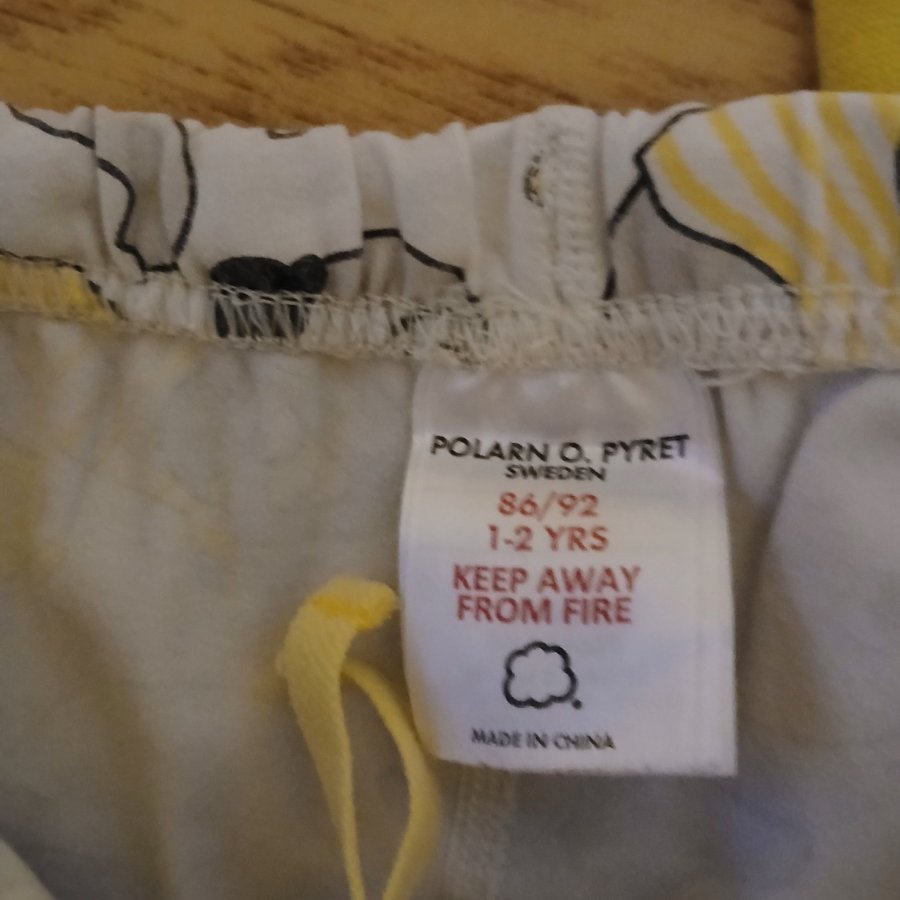 POLARN O. PYRET
SWEDEN
86/92
1-2 YRS
KEEP AWAY
FROM FIRE
MADE IN CHINA